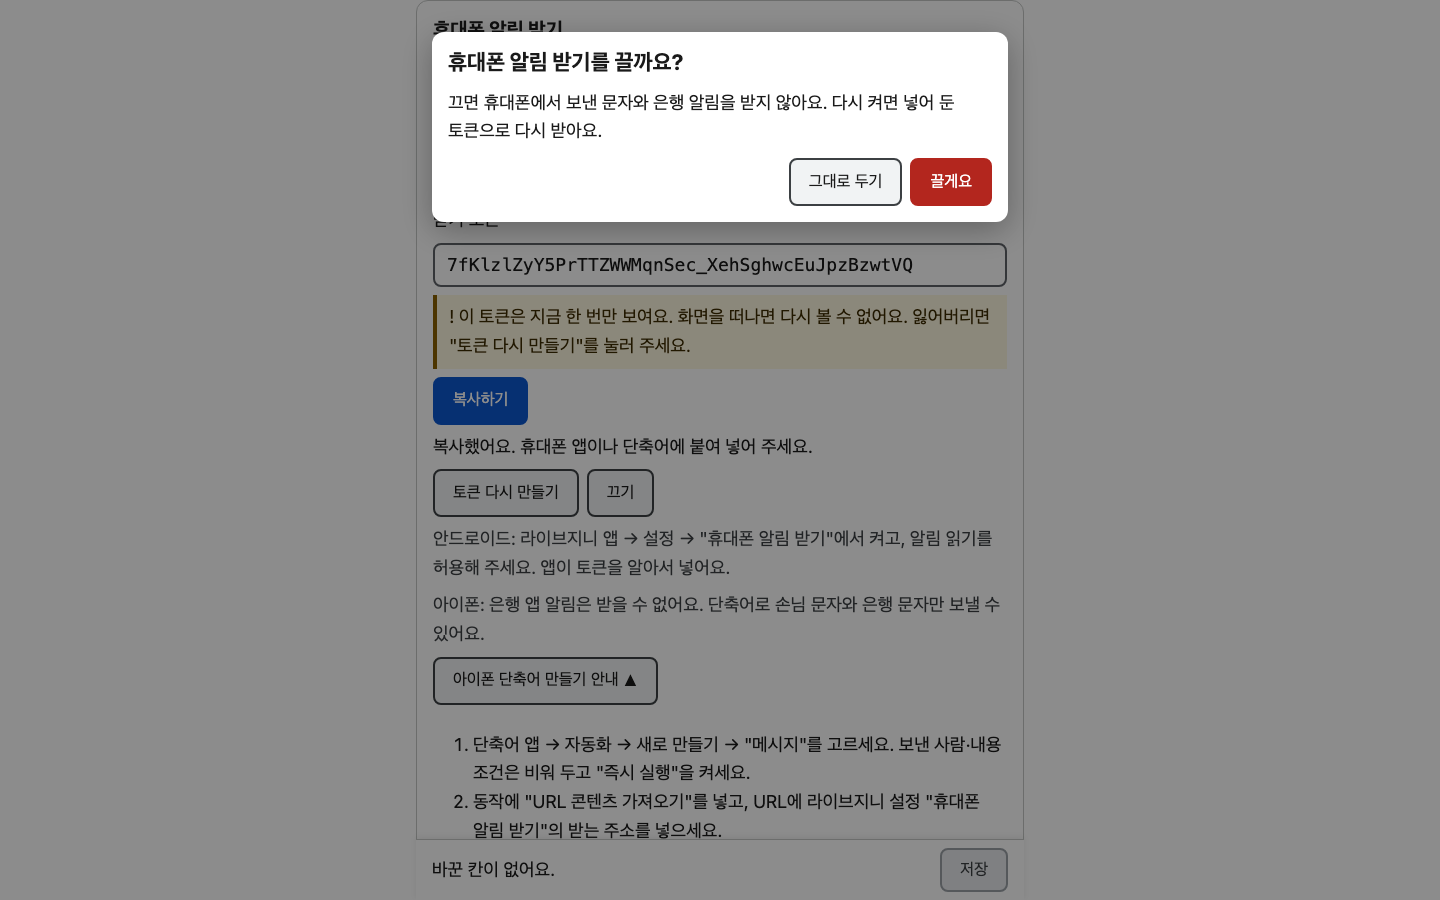 휴대폰 알림 받기
휴대폰 알림 받기를 끌까요?
끄면 휴대폰에서 보낸 문자와 은행 알림을 받지 않아요. 다시 켜면 넣어 둔
토큰으로 다시 받아요.
그대로 두기
끌게요
7fKlzlZyY5PrTTZWWMqnSec_XehSghwcEuJpzBzwtVQ
! 이 토큰은 지금 한 번만 보여요. 화면을 떠나면 다시 볼 수 없어요. 잃어버리면
"토큰 다시 만들기"를 눌러 주세요.
복사하기
복사했어요. 휴대폰 앱이나 단축어에 붙여 넣어 주세요.
토큰 다시 만들기
끄기
안드로이드: 라이브지니 앱 → 설정 → "휴대폰 알림 받기"에서 켜고, 알림 읽기를
허용해 주세요. 앱이 토큰을 알아서 넣어요.
아이폰: 은행 앱 알림은 받을 수 없어요. 단축어로 손님 문자와 은행 문자만 보낼 수
있어요.
아이폰 단축어 만들기 안내 ▲
1. 단축어 앱 → 자동화 → 새로 만들기 → "메시지"를 고르세요. 보낸 사람·내용
조건은 비워 두고 "즉시 실행"을 켜세요.
2. 동작에 "URL 콘텐츠 가져오기"를 넣고, URL에 라이브지니 설정 "휴대폰
알림 받기"의 받는 주소를 넣으세요.
바꾼 칸이 없어요.
저장